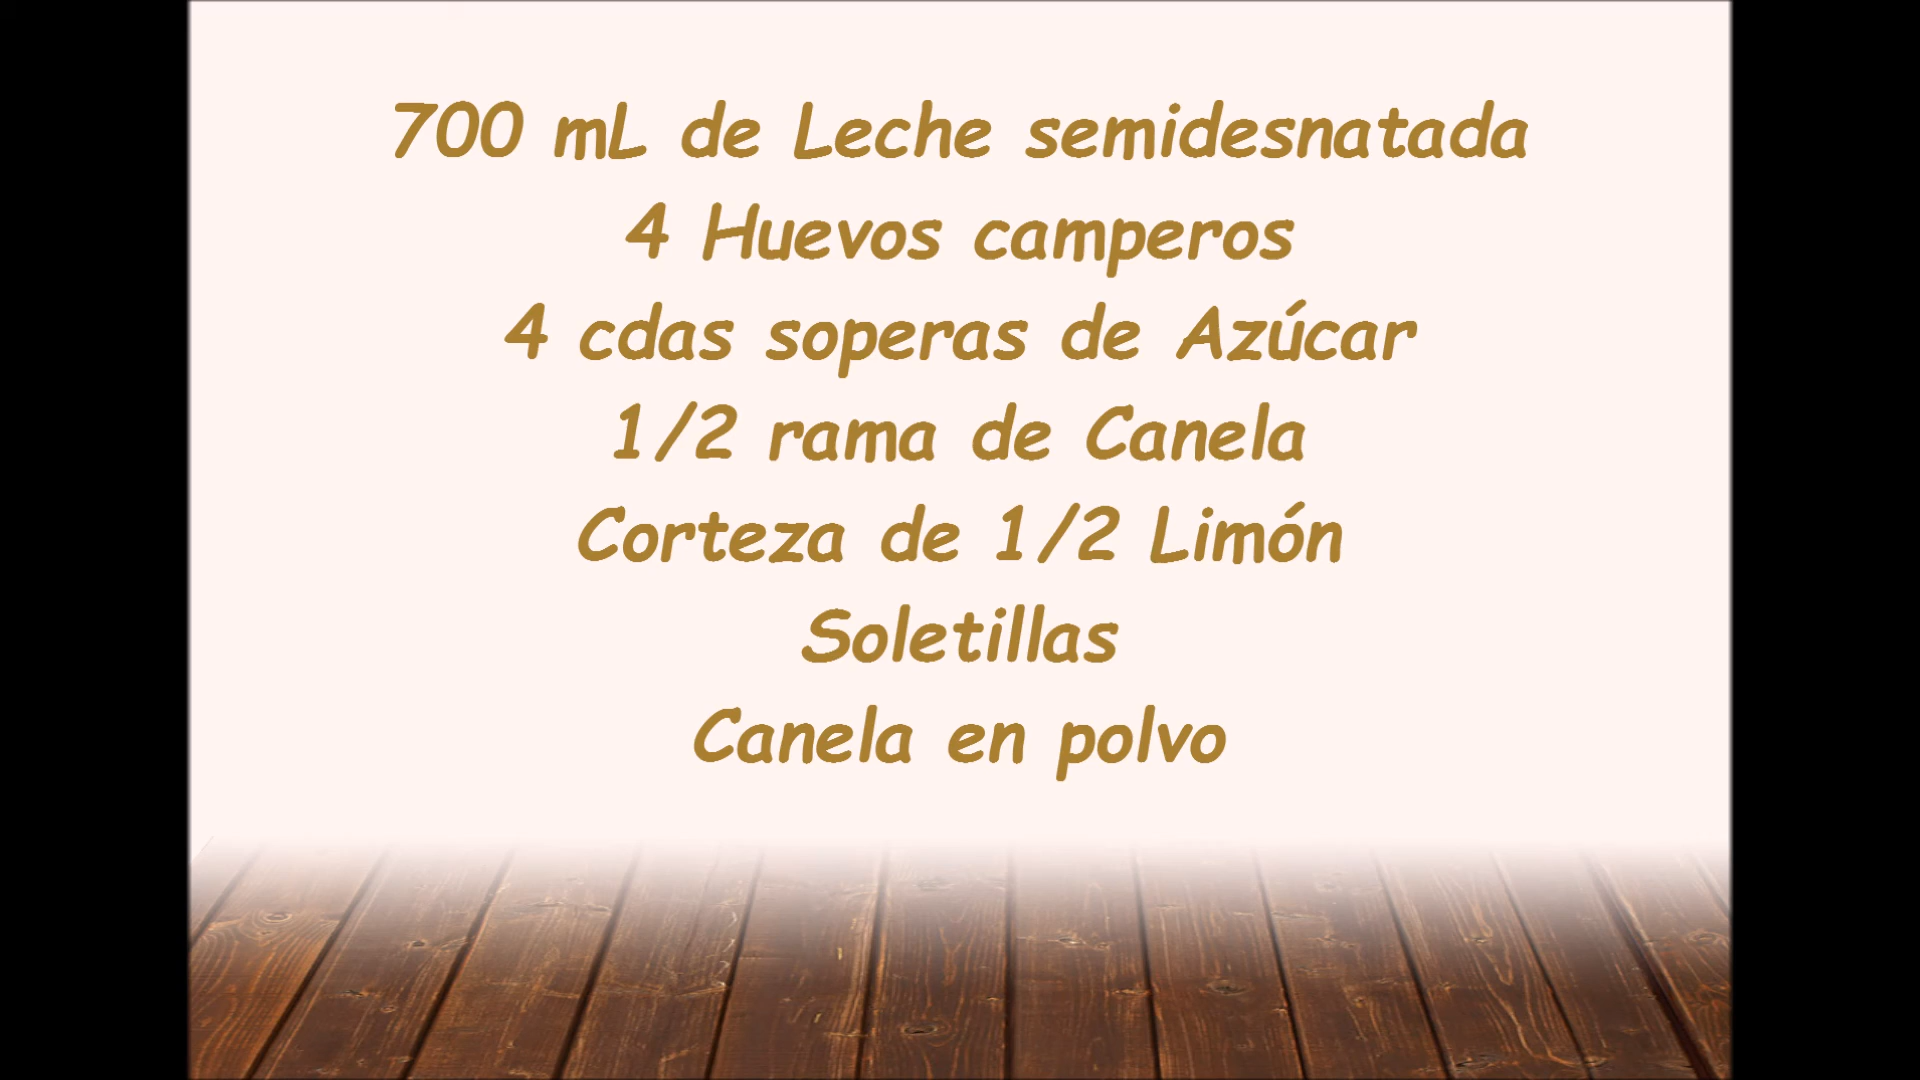 700 mL de Leche semidesnatada
4 Huevos camperos
4 cdas soperas de Azúcar
1/2 rama de Canela
Corteza de 1/2 Limón
Soletillas
Canela en polvo